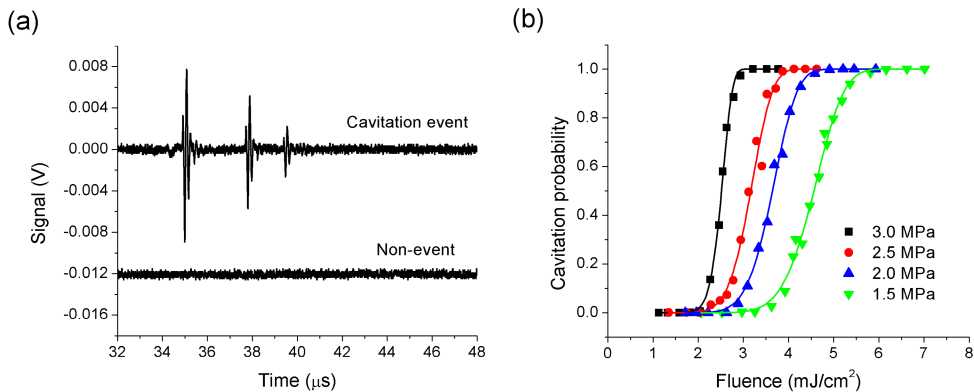 (a)
0.008
0.004
0.000
-0.004
-0.008
-0.012
-0.016
Signal (V)
Cavitation event
Non-event
32 34 36 38 40 42 44 46 48
Time (μs)
(b)
1.0
0.8
0.6
0.4
0.2
0.0
Cavitation probability
3.0 MPa
2.5 MPa
2.0 MPa
1.5 MPa
0 1 2 3 4 5 6 7 8
Fluence (mJ/cm²)